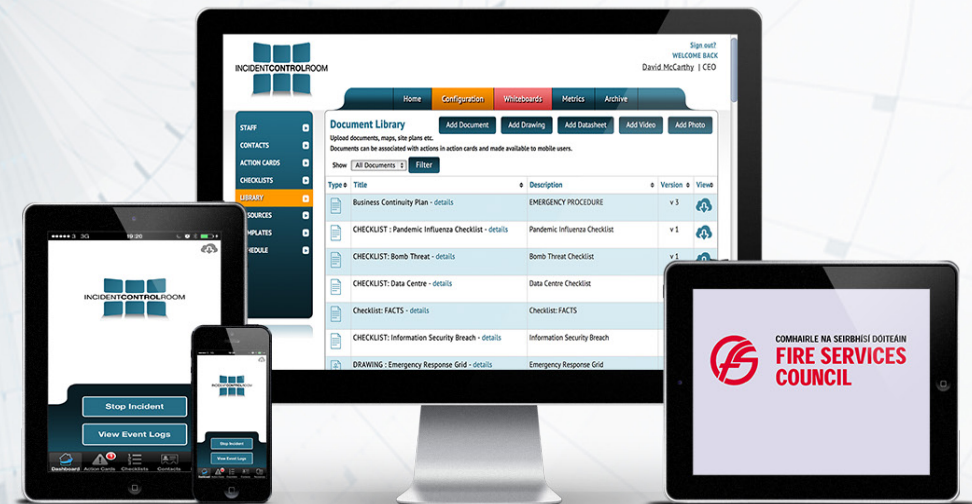 INCIDENTCONTROLROOM
Sign out?
WELCOME BACK
David McCarthy | CEO
Home Configuration Whiteboards Metrics Archive
STAFF
CONTACTS
ACTION CARDS
CHECKLISTS
LIBRARY
SCHEDULE
Document Library Add Document Add Drawing Add Datasheet Add Video Add Photo
Upload documents, maps, site plans etc.
Documents can be associated with actions in action cards and made available to mobile users.
Show All Documents Filter
Type Title Description Version View
Business Continuity Plan - details EMERGENCY PROCEDURE v 3
CHECKLIST : Pandemic Influenza Checklist - details Pandemic Influenza Checklist v 1
CHECKLIST: Bomb Threat - details Bomb Threat Checklist v 1
CHECKLIST: Data Centre - details Data Centre Checklist
Checklist: FACTS - details Checklist: FACTS
CHECKLIST: Information Security Breach - details Information Security Breach
DRAWING : Emergency Response Grid - details Emergency Response Grid
3 3G 19:20
INCIDENTCONTROLROOM
Stop Incident
View Event Logs
Dashboard Action Cards Checklists Contacts
INCIDENTCONTROLROOM
Stop Incident
View Event Logs
COMHAIRLE NA SEIRBHÍSÍ DÓITEÁIN
FIRE SERVICES
COUNCIL